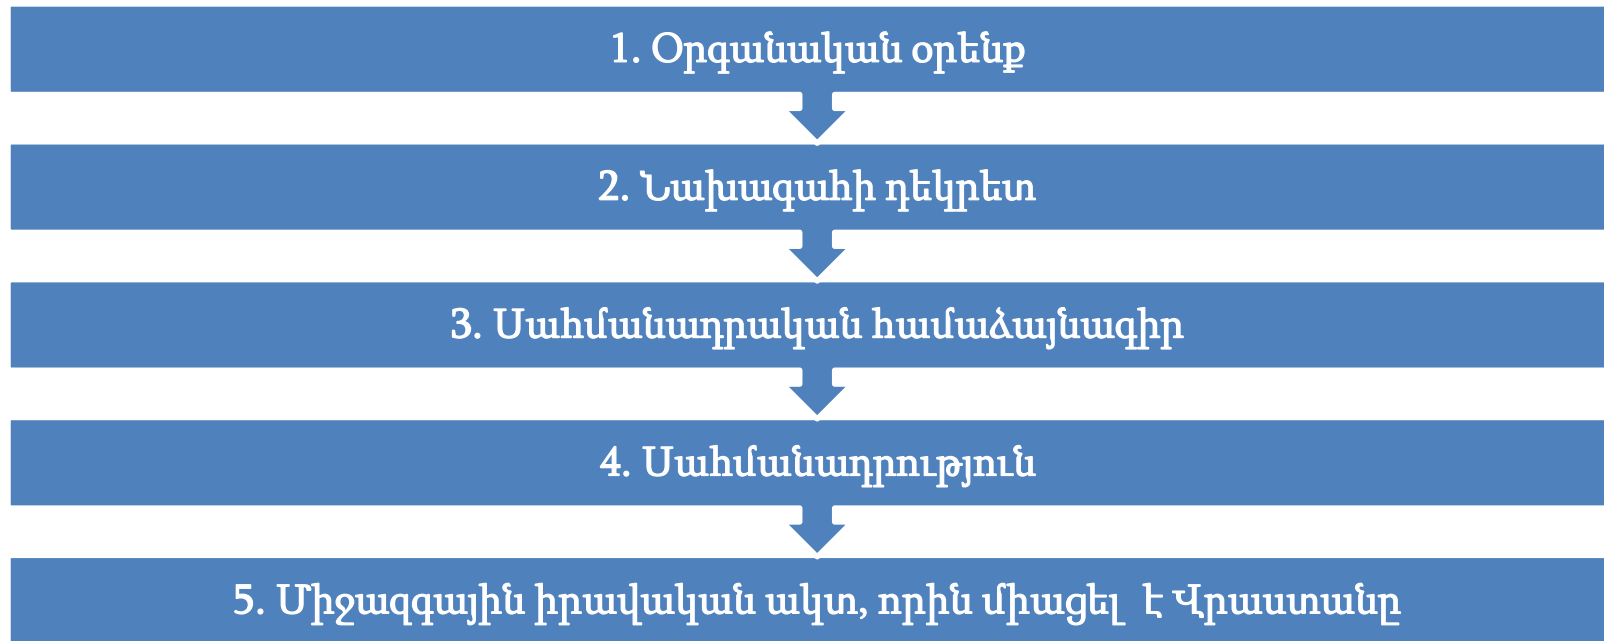 1. Օրգանական օրենք
2. Նախագահի դեկրետ
3. Սահմանադրական համաձայնագիր
4. Սահմանադրություն
5. Միջազգային իրավական ակտ, որին միացել է Վրաստանը